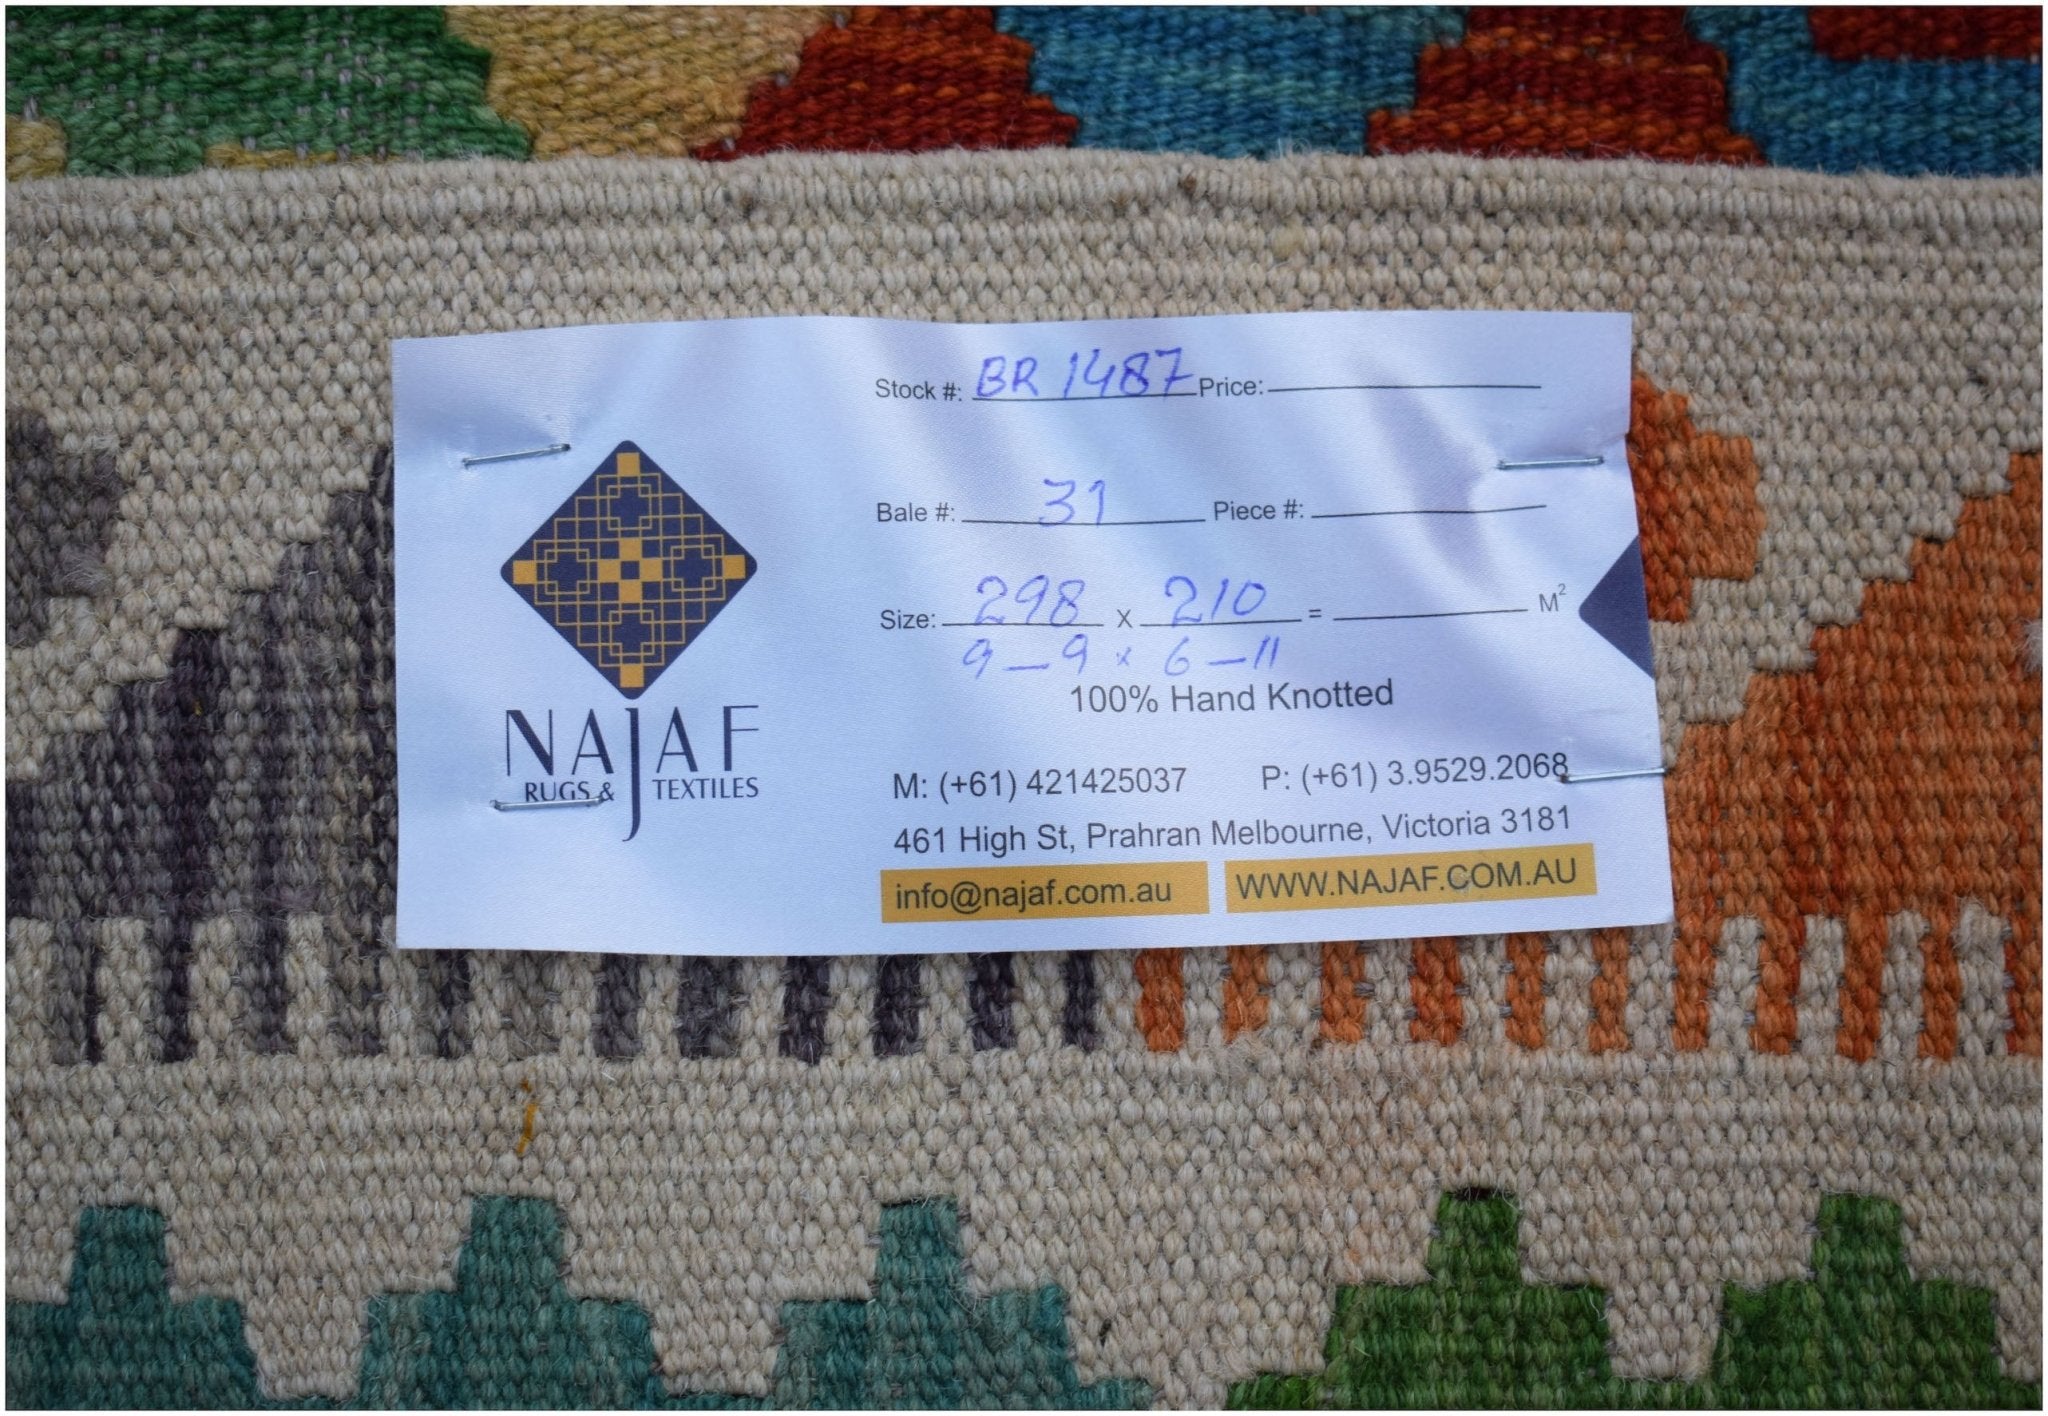 Stock #: BR 1487 Price:
Bale #: 31 Piece #:
Size: 298 x 210 = M²
9-9 x 6-11
100% Hand Knotted
NAJAF
RUGS & TEXTILES
M: (+61) 421425037 P: (+61) 3.9529.2068
461 High St, Prahran Melbourne, Victoria 3181
info@najaf.com.au WWW.NAJAF.COM.AU